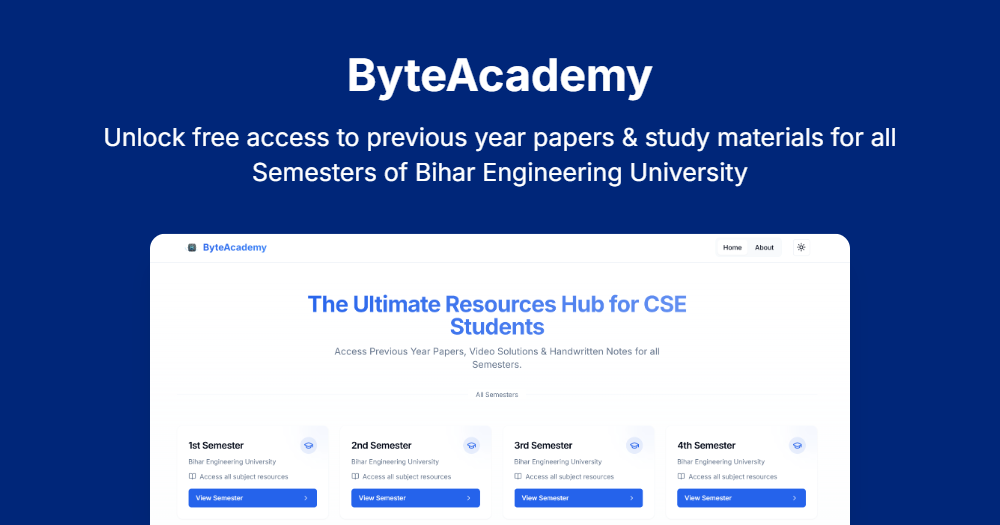 ByteAcademy
Unlock free access to previous year papers & study materials for all
Semesters of Bihar Engineering University
ByteAcademy
Home About
The Ultimate Resources Hub for CSE
Students
Access Previous Year Papers, Video Solutions & Handwritten Notes for all
Semesters.
All Semesters
1st Semester
Bihar Engineering University
Access all subject resources
View Semester
2nd Semester
Bihar Engineering University
Access all subject resources
View Semester
3rd Semester
Bihar Engineering University
Access all subject resources
View Semester
4th Semester
Bihar Engineering University
Access all subject resources
View Semester